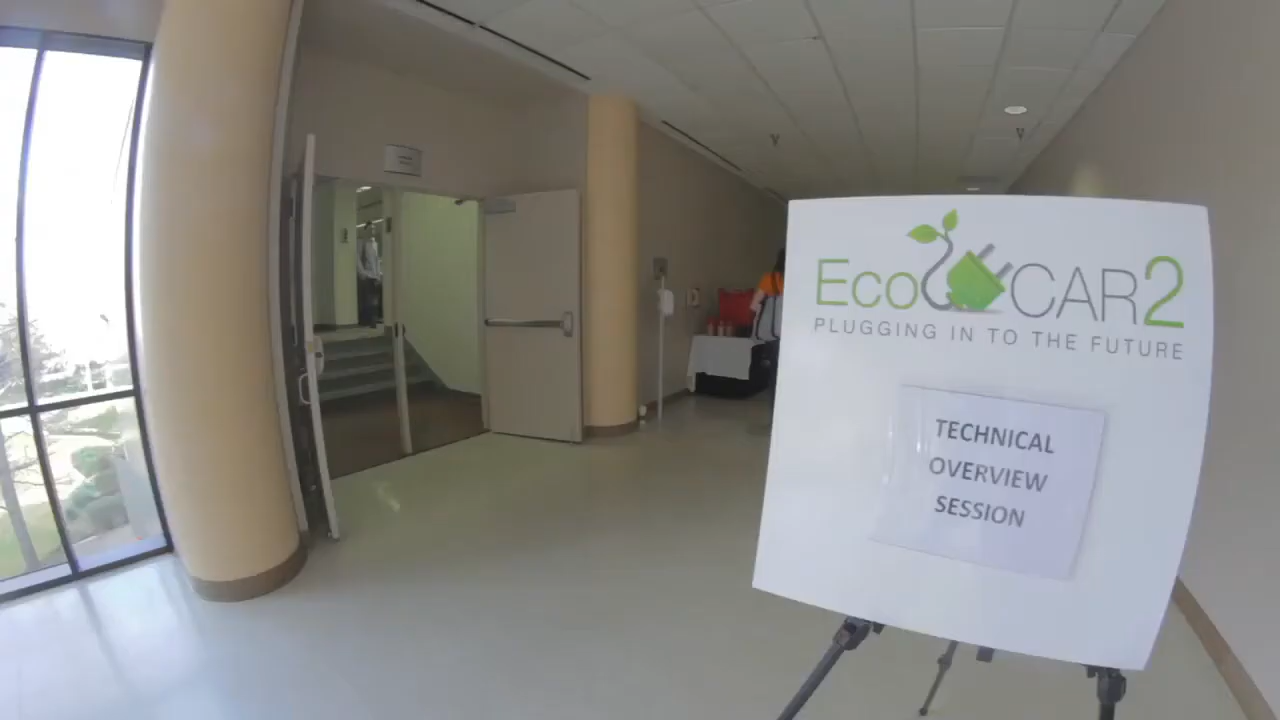 EcoCAR2
PLUGGING IN TO THE FUTURE
TECHNICAL
OVERVIEW
SESSION